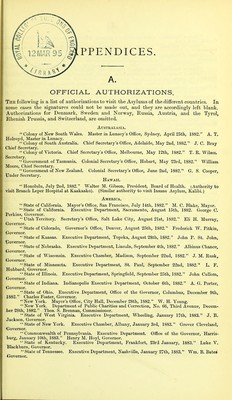 12 MAR 95
LIBRARY
APPENDICES.
A.
OFFICIAL AUTHORIZATIONS.
The following is a list of authorizations to visit the Asylums of the different countries. In
some cases the signatures could not be made out, and they are accordingly left blank.
Authorizations for Denmark, Sweden and Norway, Russia, Austria, and the Tyrol,
Rhenish Prussia, and Switzerland, are omitted.
AUSTRALIA.
"Colony of New South Wales. Master in Lunacy's Office, Sydney, April 25th, 1882." A. T.
Holroyd, Master in Lunacy.
"Colony of South Australia. Chief Secretary's Office, Adelaide, May 2nd, 1882." J. C. Bray
Chief Secretary.
"Colony of Victoria. Chief Secretary's Office, Melbourne, May 12th, 1882." T. R. Wilson,
Secretary.
"Government of Tasmania. Colonial Secretary's Office, Hobart, May 23rd, 1882." William
Moore, Chief Secretary.
"Government of New Zealand. Colonial Secretary's Office, June 2nd, 1882." G. S. Cooper,
Under Secretary.
HAWAII.
"Honolulu, July 2nd, 1882." Walter M. Gibson, President, Board of Health. (Authority to
visit Branch Leper Hospital at Kaakaako). (Similar authority to visit Insane Asylum, Kalihi.)
AMERICA.
"State of California. Mayor's Office, San Francisco, July 14th, 1882." M. C. Blake, Mayor.
"State of California. Executive Department, Sacramento, August 15th, 1882. George C.
Perkins, Governor.
"Utah Territory. Secretary's Office, Salt Lake City, August 21st, 1882." Eli H. Murray,
Governor.
"State of Colorado, Governor's Office, Denver, August 25th, 1882." Frederick W. Pitkin,
Governor.
"State of Kansas. Executive Department, Topeka, August 29th, 1882." John P. St. John,
Governor.
"State of Nebraska. Executive Department, Lincoln, September 4th, 1882." Albinus Nance,
Governor.
"State of Wisconsin. Executive Chamber, Madison, September 22nd, 1882." J. M. Rusk,
Governor.
"State of Minnesota. Executive Department, St. Paul, September 22nd, 1882." L. F.
Hubbard, Governor.
"State of Illinois. Executive Department, Springfield, September 23rd, 1882." John Cullom,
Governor.
"State of Indiana. Executive Department, Indianapolis, October 6th, 1882." A. G. Porter,
Governor.
"State of Ohio. Executive Department, Office of the Governor, Columbus, December 8th,
1882." Charles Foster, Governor.
"New York. Mayor's Office, City Hall, December 28th, 1882." W. H. Young.
"New York. Department of Public Charities and Correction, No. 66, Third Avenue, December
28th, 1882." Thos. S. Brennan, Commissioner.
"State of West Virginia. Executive Department, Wheeling, January 17th, 1883." J. B.
Jackson, Governor.
"State of New York. Executive Chamber, Albany, January 3rd, 1883. Grover Cleveland,
Governor.
"Commonwealth of Pennsylvania. Executive Department. Office of the Governor, Harrisburg,
January 10th, 1883." Henry M. Hoyt, Governor.
"State of Kentucky. Executive Department, Frankfort, 23rd January, 1883." Luke V.
Blackburn, Governor.
"State of Tennessee. Executive Department, Nashville, January 27th, 1883." Wm. B. Bates
Governor.